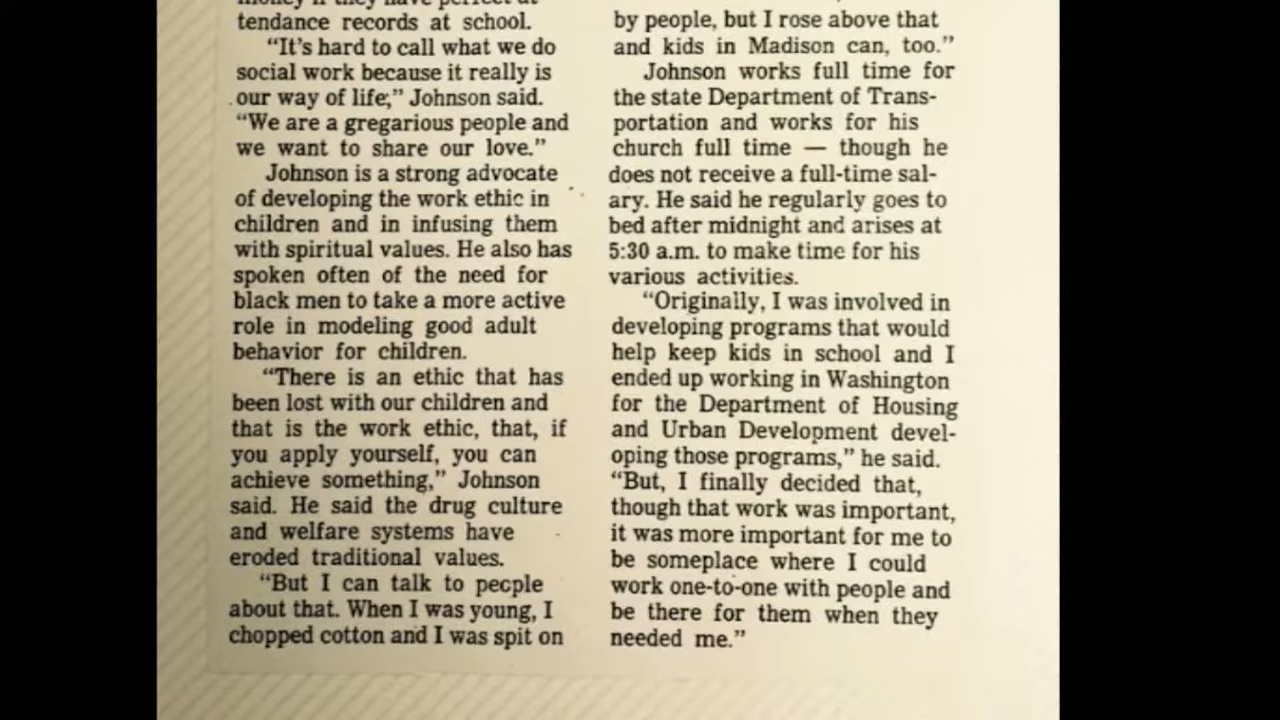 money if they have perfect at-
tendance records at school.
“It’s hard to call what we do
social work because it really is
our way of life,” Johnson said.
“We are a gregarious people and
we want to share our love.”
Johnson is a strong advocate
of developing the work ethic in
children and in infusing them
with spiritual values. He also has
spoken often of the need for
black men to take a more active
role in modeling good adult
behavior for children.
“There is an ethic that has
been lost with our children and
that is the work ethic, that, if
you apply yourself, you can
achieve something,” Johnson
said. He said the drug culture
and welfare systems have
eroded traditional values.
“But I can talk to people
about that. When I was young, I
chopped cotton and I was spit on
by people, but I rose above that
and kids in Madison can, too.”
Johnson works full time for
the state Department of Trans-
portation and works for his
church full time — though he
does not receive a full-time sal-
ary. He said he regularly goes to
bed after midnight and arises at
5:30 a.m. to make time for his
various activities.
“Originally, I was involved in
developing programs that would
help keep kids in school and I
ended up working in Washington
for the Department of Housing
and Urban Development devel-
oping those programs,” he said.
“But, I finally decided that,
though that work was important,
it was more important for me to
be someplace where I could
work one-to-one with people and
be there for them when they
needed me.”